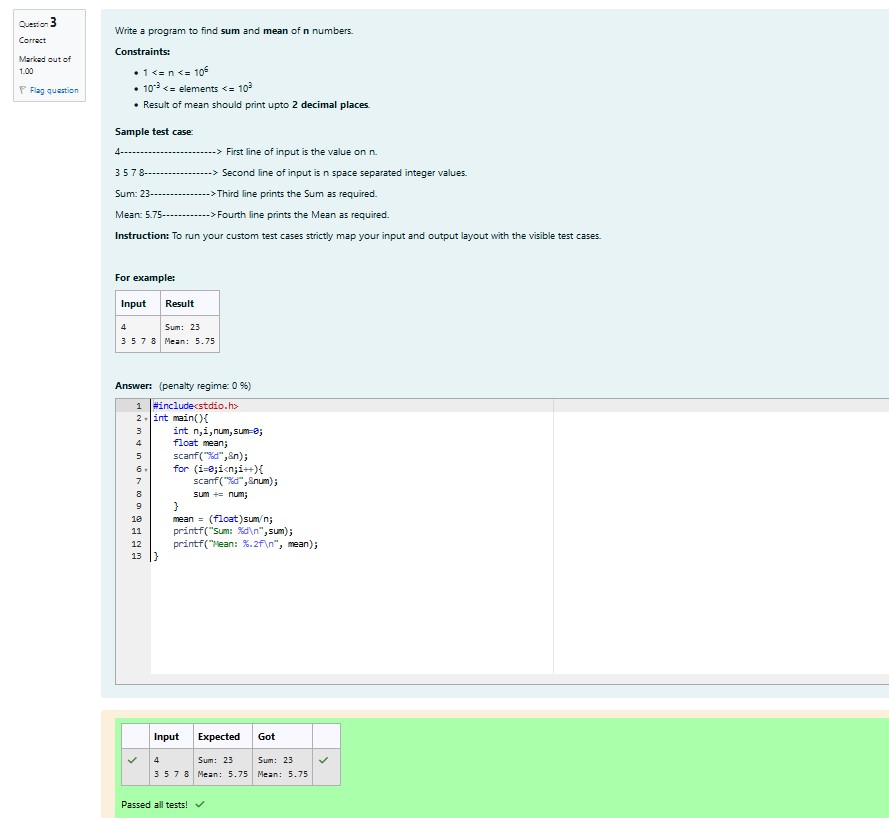 Question 3
Correct
Marked out of
1.00
Flag question
Write a program to find sum and mean of n numbers.
Constraints:
• 1 <= n <= 10⁶
• 10⁻³ <= elements <= 10³
• Result of mean should print upto 2 decimal places.
Sample test case:
4------------------------> First line of input is the value on n.
3 5 7 8-----------------> Second line of input is n space separated integer values.
Sum: 23--------------->Third line prints the Sum as required.
Mean: 5.75------------>Fourth line prints the Mean as required.
Instruction: To run your custom test cases strictly map your input and output layout with the visible test cases.
For example:
Input Result
4 Sum: 23
3 5 7 8 Mean: 5.75
Answer: (penalty regime: 0 %)
1 #include<stdio.h>
2 int main(){
3 int n,i,num,sum=0;
4 float mean;
5 scanf("%d",&n);
6 for (i=0;i<n;i++){
7 scanf("%d",&num);
8 sum += num;
9 }
10 mean = (float)sum/n;
11 printf("Sum: %d\n",sum);
12 printf("Mean: %.2f\n", mean);
13 }
Input Expected Got
4 Sum: 23 Sum: 23
3 5 7 8 Mean: 5.75 Mean: 5.75
Passed all tests!